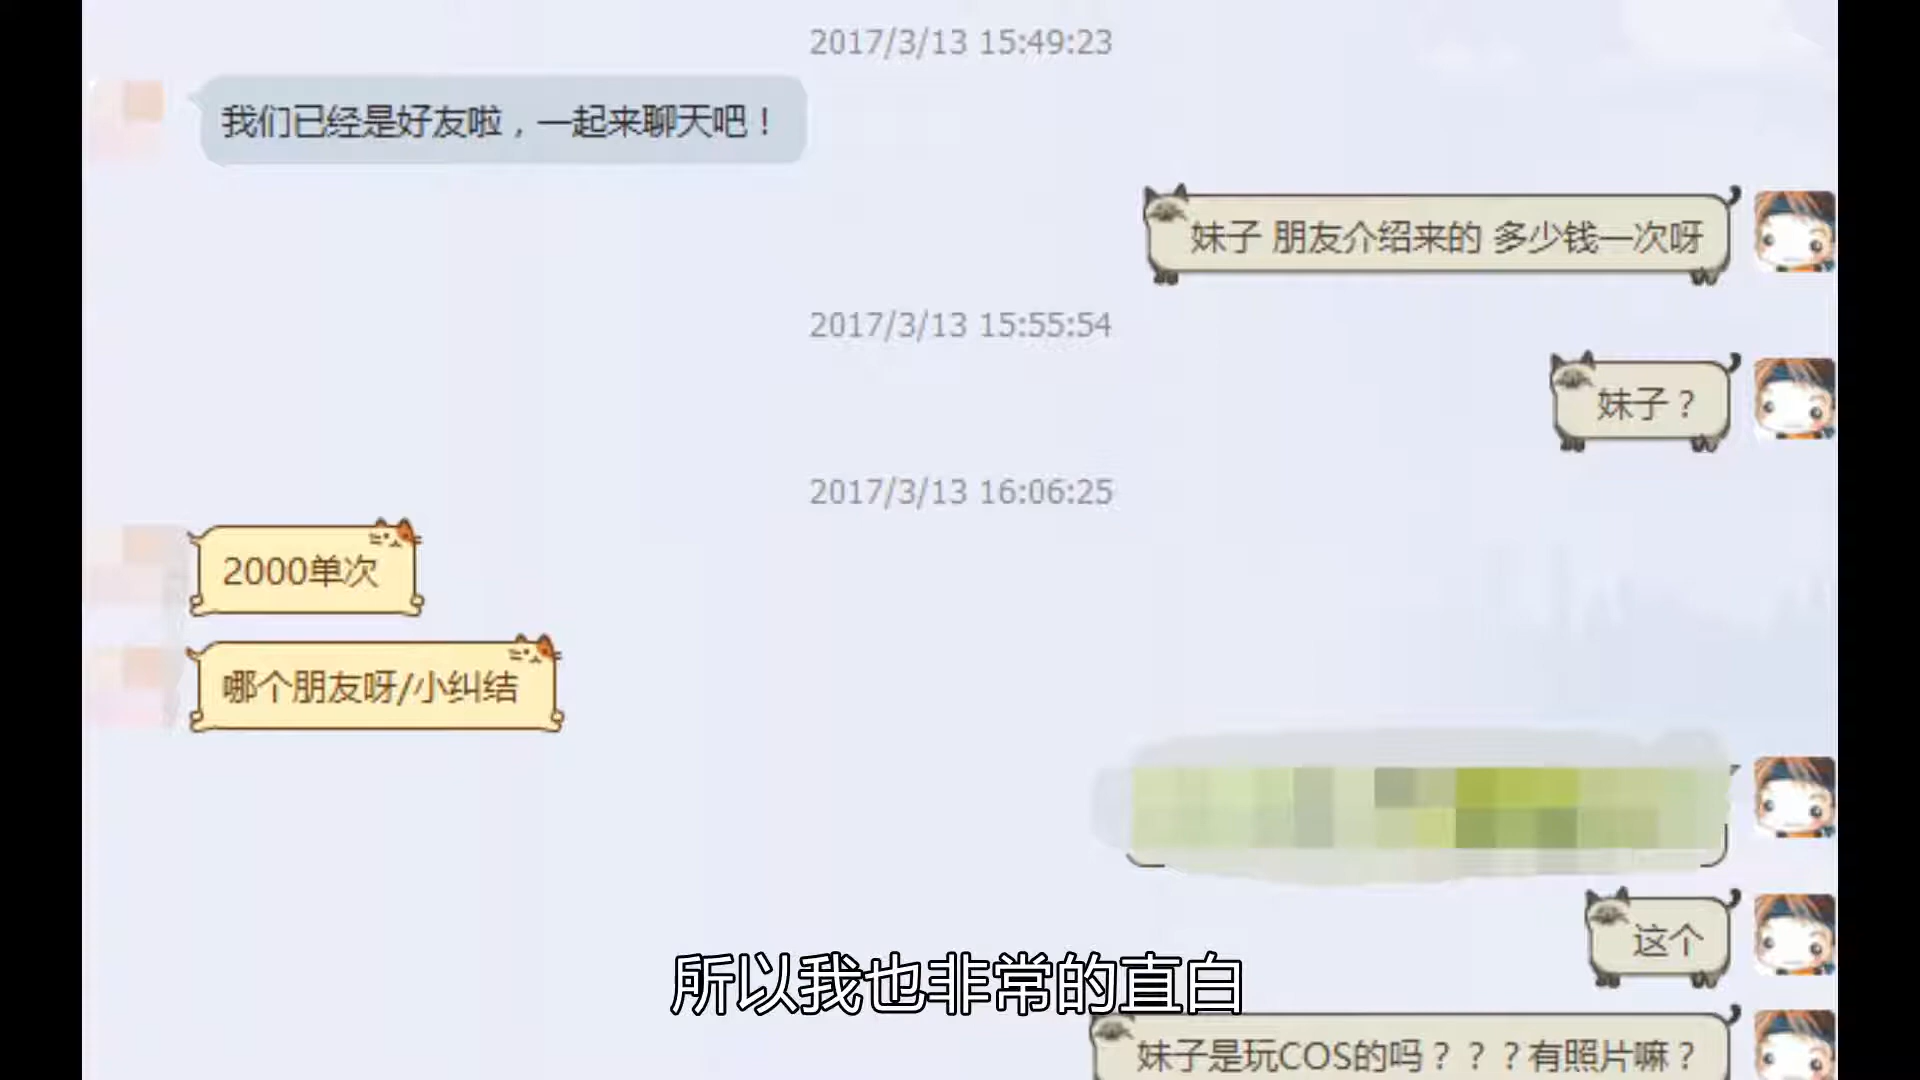 2017/3/13 15:49:23
我们已经是好友啦，一起来聊天吧！
妹子 朋友介绍来的 多少钱一次呀
2017/3/13 15:55:54
妹子？
2017/3/13 16:06:25
2000单次
哪个朋友呀/小纠结
这个
所以我也非常的直白
妹子是玩COS的吗？？？有照片嘛？